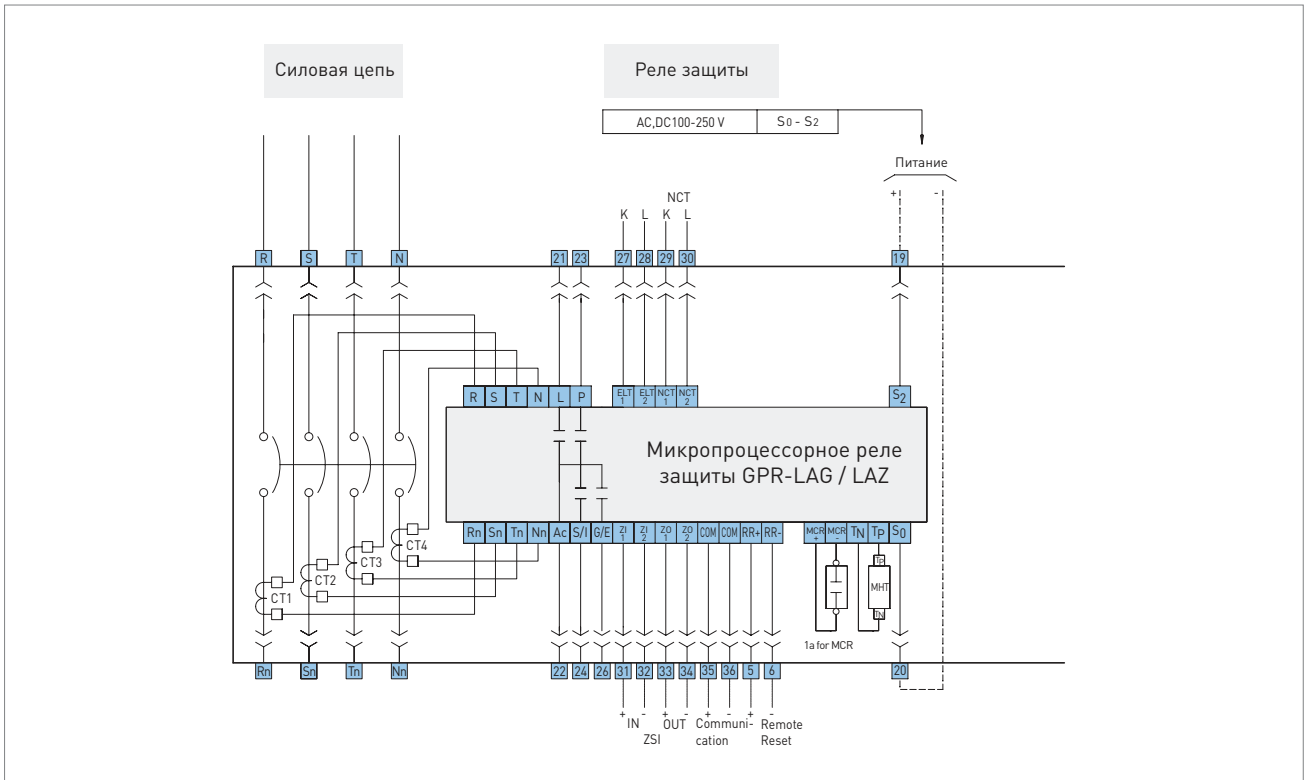 Силовая цепь
Реле защиты
AC,DC100-250 V S0 - S2
Питание
+ -
NCT
K L K L
R S T N 21 23 27 28 29 30 19
R S T N L P ELT 1 ELT 2 NCT 1 NCT 2 S2
Микропроцессорное реле
защиты GPR-LAG / LAZ
Rn Sn Tn Nn Ac S/I G/E ZI 1 ZI 2 ZO 1 ZO 2 COM COM RR+ RR- MCR + MCR - TN TP S0
CT4
CT3
CT2
CT1
Tp
MHT
TN
1a for MCR
Rn Sn Tn Nn 22 24 26 31 32 33 34 35 36 5 6 20
+ - + - + - + -
IN OUT Communi- Remote
ZSI cation Reset